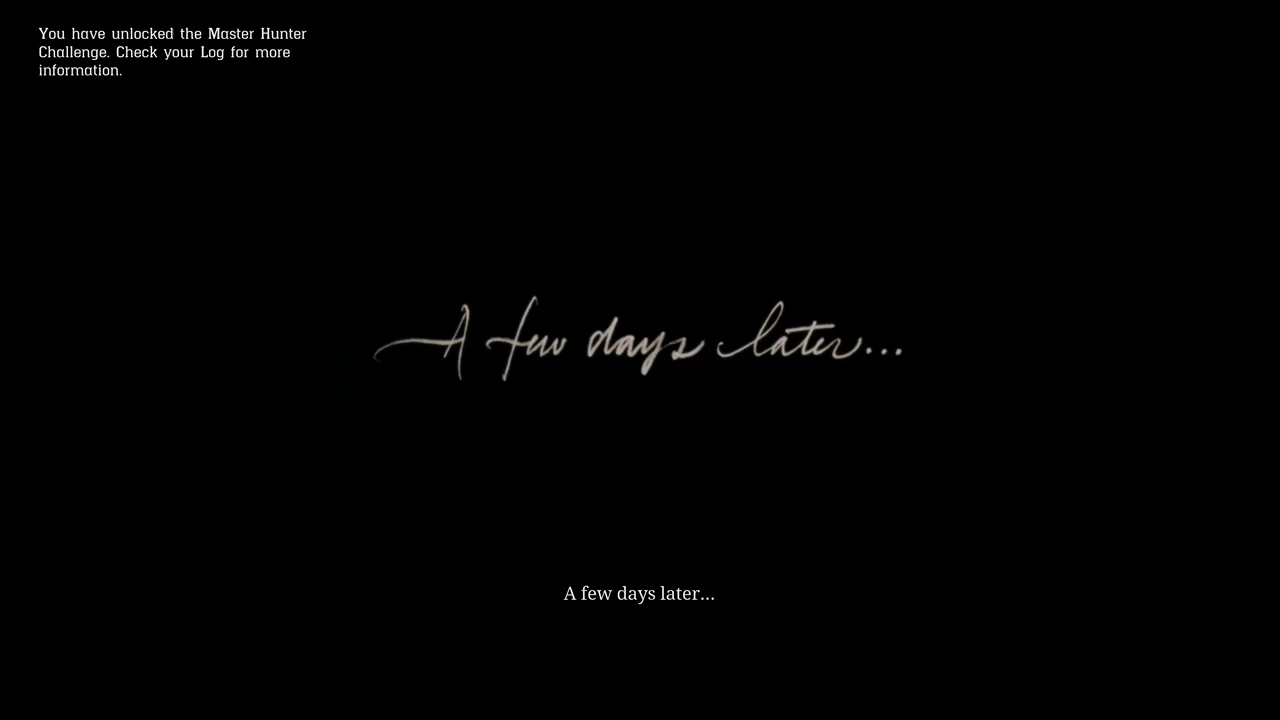 You have unlocked the Master Hunter
Challenge. Check your Log for more
information.
A few days later...
A few days later...